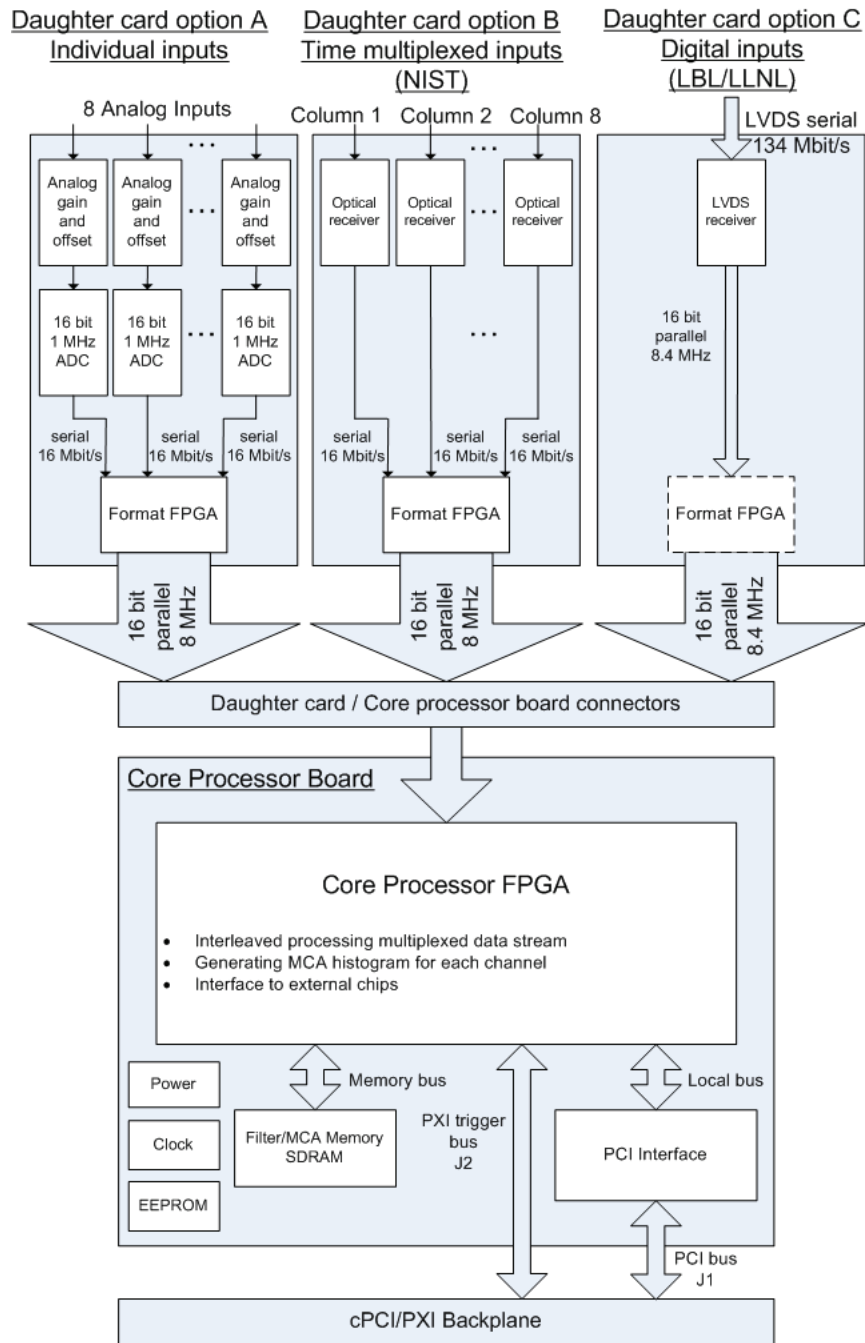 Daughter card option A
Individual inputs
Daughter card option B
Time multiplexed inputs
(NIST)
Daughter card option C
Digital inputs
(LBL/LLNL)
8 Analog Inputs
...
Column 1
Column 2
Column 8
...
LVDS serial
134 Mbit/s
Analog
gain
and
offset
Analog
gain
and
offset
...
Analog
gain
and
offset
Optical
receiver
Optical
receiver
...
Optical
receiver
LVDS
receiver
16 bit
1 MHz
ADC
16 bit
1 MHz
ADC
...
16 bit
1 MHz
ADC
...
16 bit
parallel
8.4 MHz
serial
16 Mbit/s
serial
16 Mbit/s
serial
16 Mbit/s
serial
16 Mbit/s
serial
16 Mbit/s
serial
16 Mbit/s
Format FPGA
Format FPGA
Format FPGA
16 bit
parallel
8 MHz
16 bit
parallel
8 MHz
16 bit
parallel
8.4 MHz
Daughter card / Core processor board connectors
Core Processor Board
Core Processor FPGA
• Interleaved processing multiplexed data stream
• Generating MCA histogram for each channel
• Interface to external chips
Power
Clock
EEPROM
Memory bus
Filter/MCA Memory
SDRAM
PXI trigger
bus
J2
Local bus
PCI Interface
PCI bus
J1
cPCI/PXI Backplane